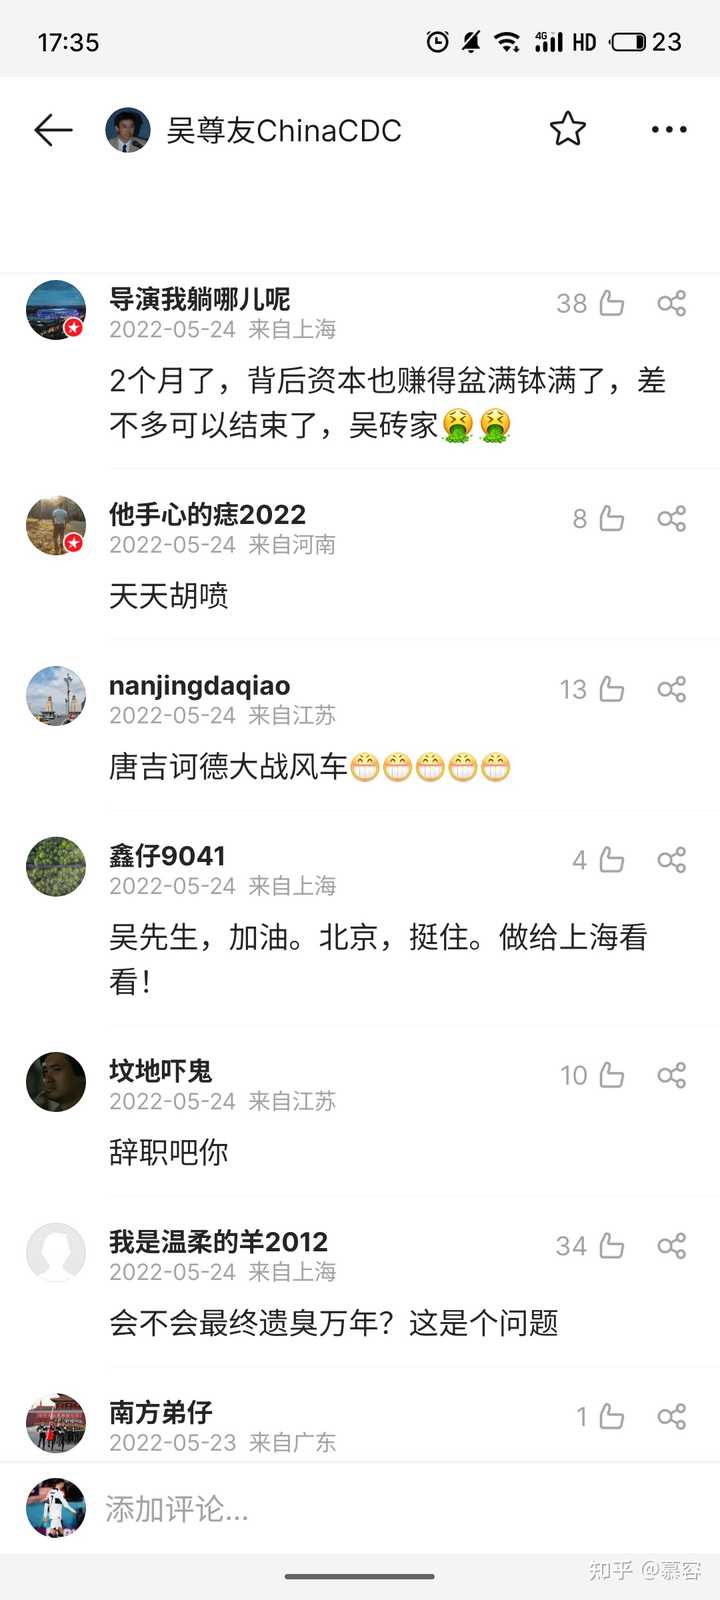 17:35
4G HD 23
吴尊友ChinaCDC
导演我躺哪儿呢
38
2022-05-24 来自上海
2个月了，背后资本也赚得盆满钵满了，差
不多可以结束了，吴砖家🤮🤮
他手心的痣2022
8
2022-05-24 来自河南
天天胡喷
nanjingdaqiao
13
2022-05-24 来自江苏
唐吉诃德大战风车😁😁😁😁😁
鑫仔9041
4
2022-05-24 来自上海
吴先生，加油。北京，挺住。做给上海看
看！
坟地吓鬼
10
2022-05-24 来自江苏
辞职吧你
我是温柔的羊2012
34
2022-05-24 来自上海
会不会最终遗臭万年？这是个问题
南方弟仔
1
2022-05-23 来自广东
添加评论...
知乎 @慕容